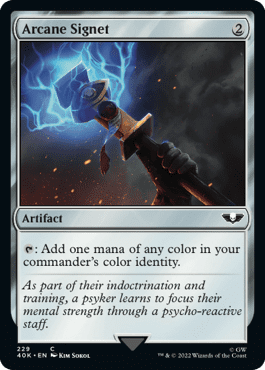 Arcane Signet 2
Artifact
: Add one mana of any color in your
commander's color identity.
As part of their indoctrination and
training, a psyker learns to focus their
mental strength through a psycho-reactive
staff.
229 C © GW
40K • EN KIM SOKOL ™ & © 2022 Wizards of the Coast